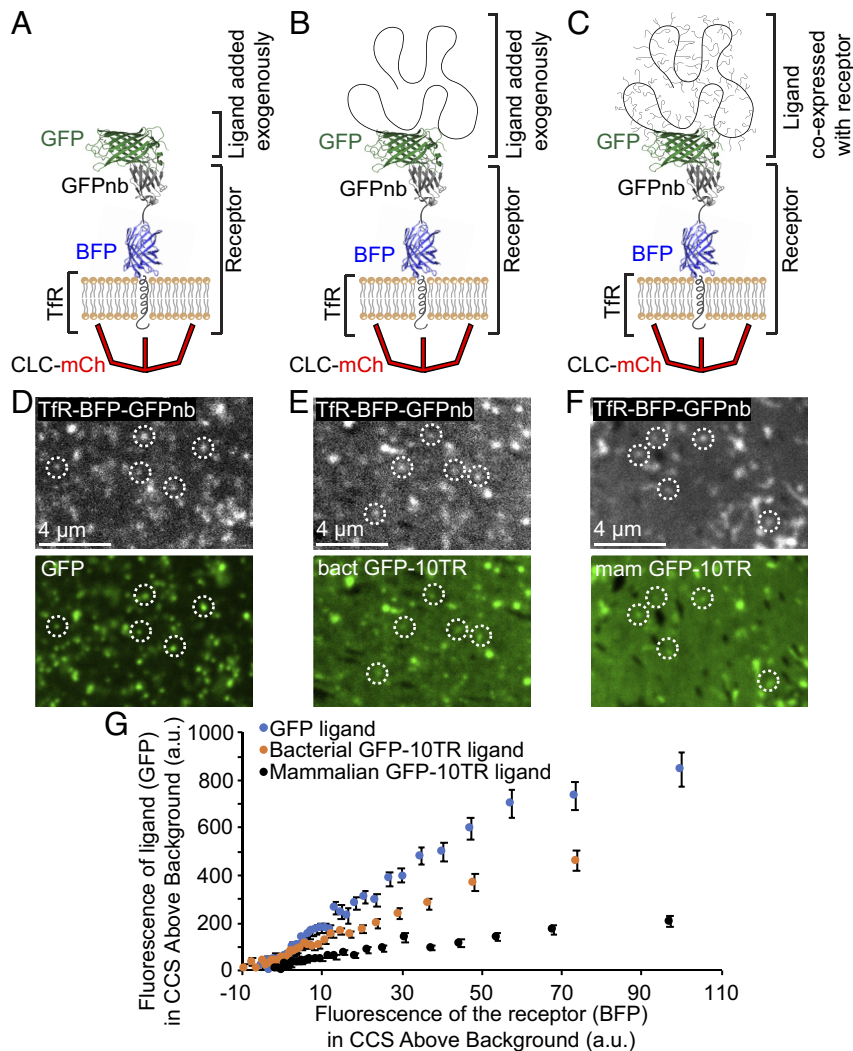 A
GFP
GFPnb
BFP
TfR
CLC-mCh
Ligand added
exogenously
Receptor
B
GFP
GFPnb
BFP
TfR
CLC-mCh
Ligand added
exogenously
Receptor
C
GFP
GFPnb
BFP
TfR
CLC-mCh
Ligand
co-expressed
with receptor
Receptor
D
TfR-BFP-GFPnb
4 µm
GFP
E
TfR-BFP-GFPnb
4 µm
bact GFP-10TR
F
TfR-BFP-GFPnb
4 µm
mam GFP-10TR
G
Fluorescence of ligand (GFP)
in CCS Above Background (a.u.)
1000
800
600
400
200
0
GFP ligand
Bacterial GFP-10TR ligand
Mammalian GFP-10TR ligand
-10 10 30 50 70 90 110
Fluorescence of the receptor (BFP)
in CCS Above Background (a.u.)